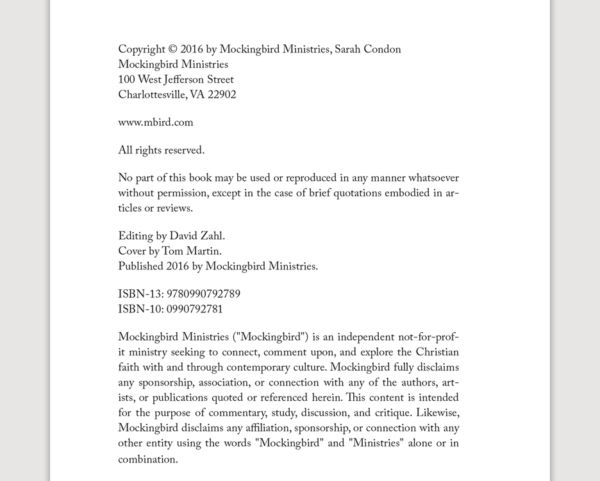 Copyright © 2016 by Mockingbird Ministries, Sarah Condon
Mockingbird Ministries
100 West Jefferson Street
Charlottesville, VA 22902
www.mbird.com
All rights reserved.
No part of this book may be used or reproduced in any manner whatsoever
without permission, except in the case of brief quotations embodied in ar-
ticles or reviews.
Editing by David Zahl.
Cover by Tom Martin.
Published 2016 by Mockingbird Ministries.
ISBN-13: 9780990792789
ISBN-10: 0990792781
Mockingbird Ministries ("Mockingbird") is an independent not-for-prof-
it ministry seeking to connect, comment upon, and explore the Christian
faith with and through contemporary culture. Mockingbird fully disclaims
any sponsorship, association, or connection with any of the authors, art-
ists, or publications quoted or referenced herein. This content is intended
for the purpose of commentary, study, discussion, and critique. Likewise,
Mockingbird disclaims any affiliation, sponsorship, or connection with any
other entity using the words "Mockingbird" and "Ministries" alone or in
combination.